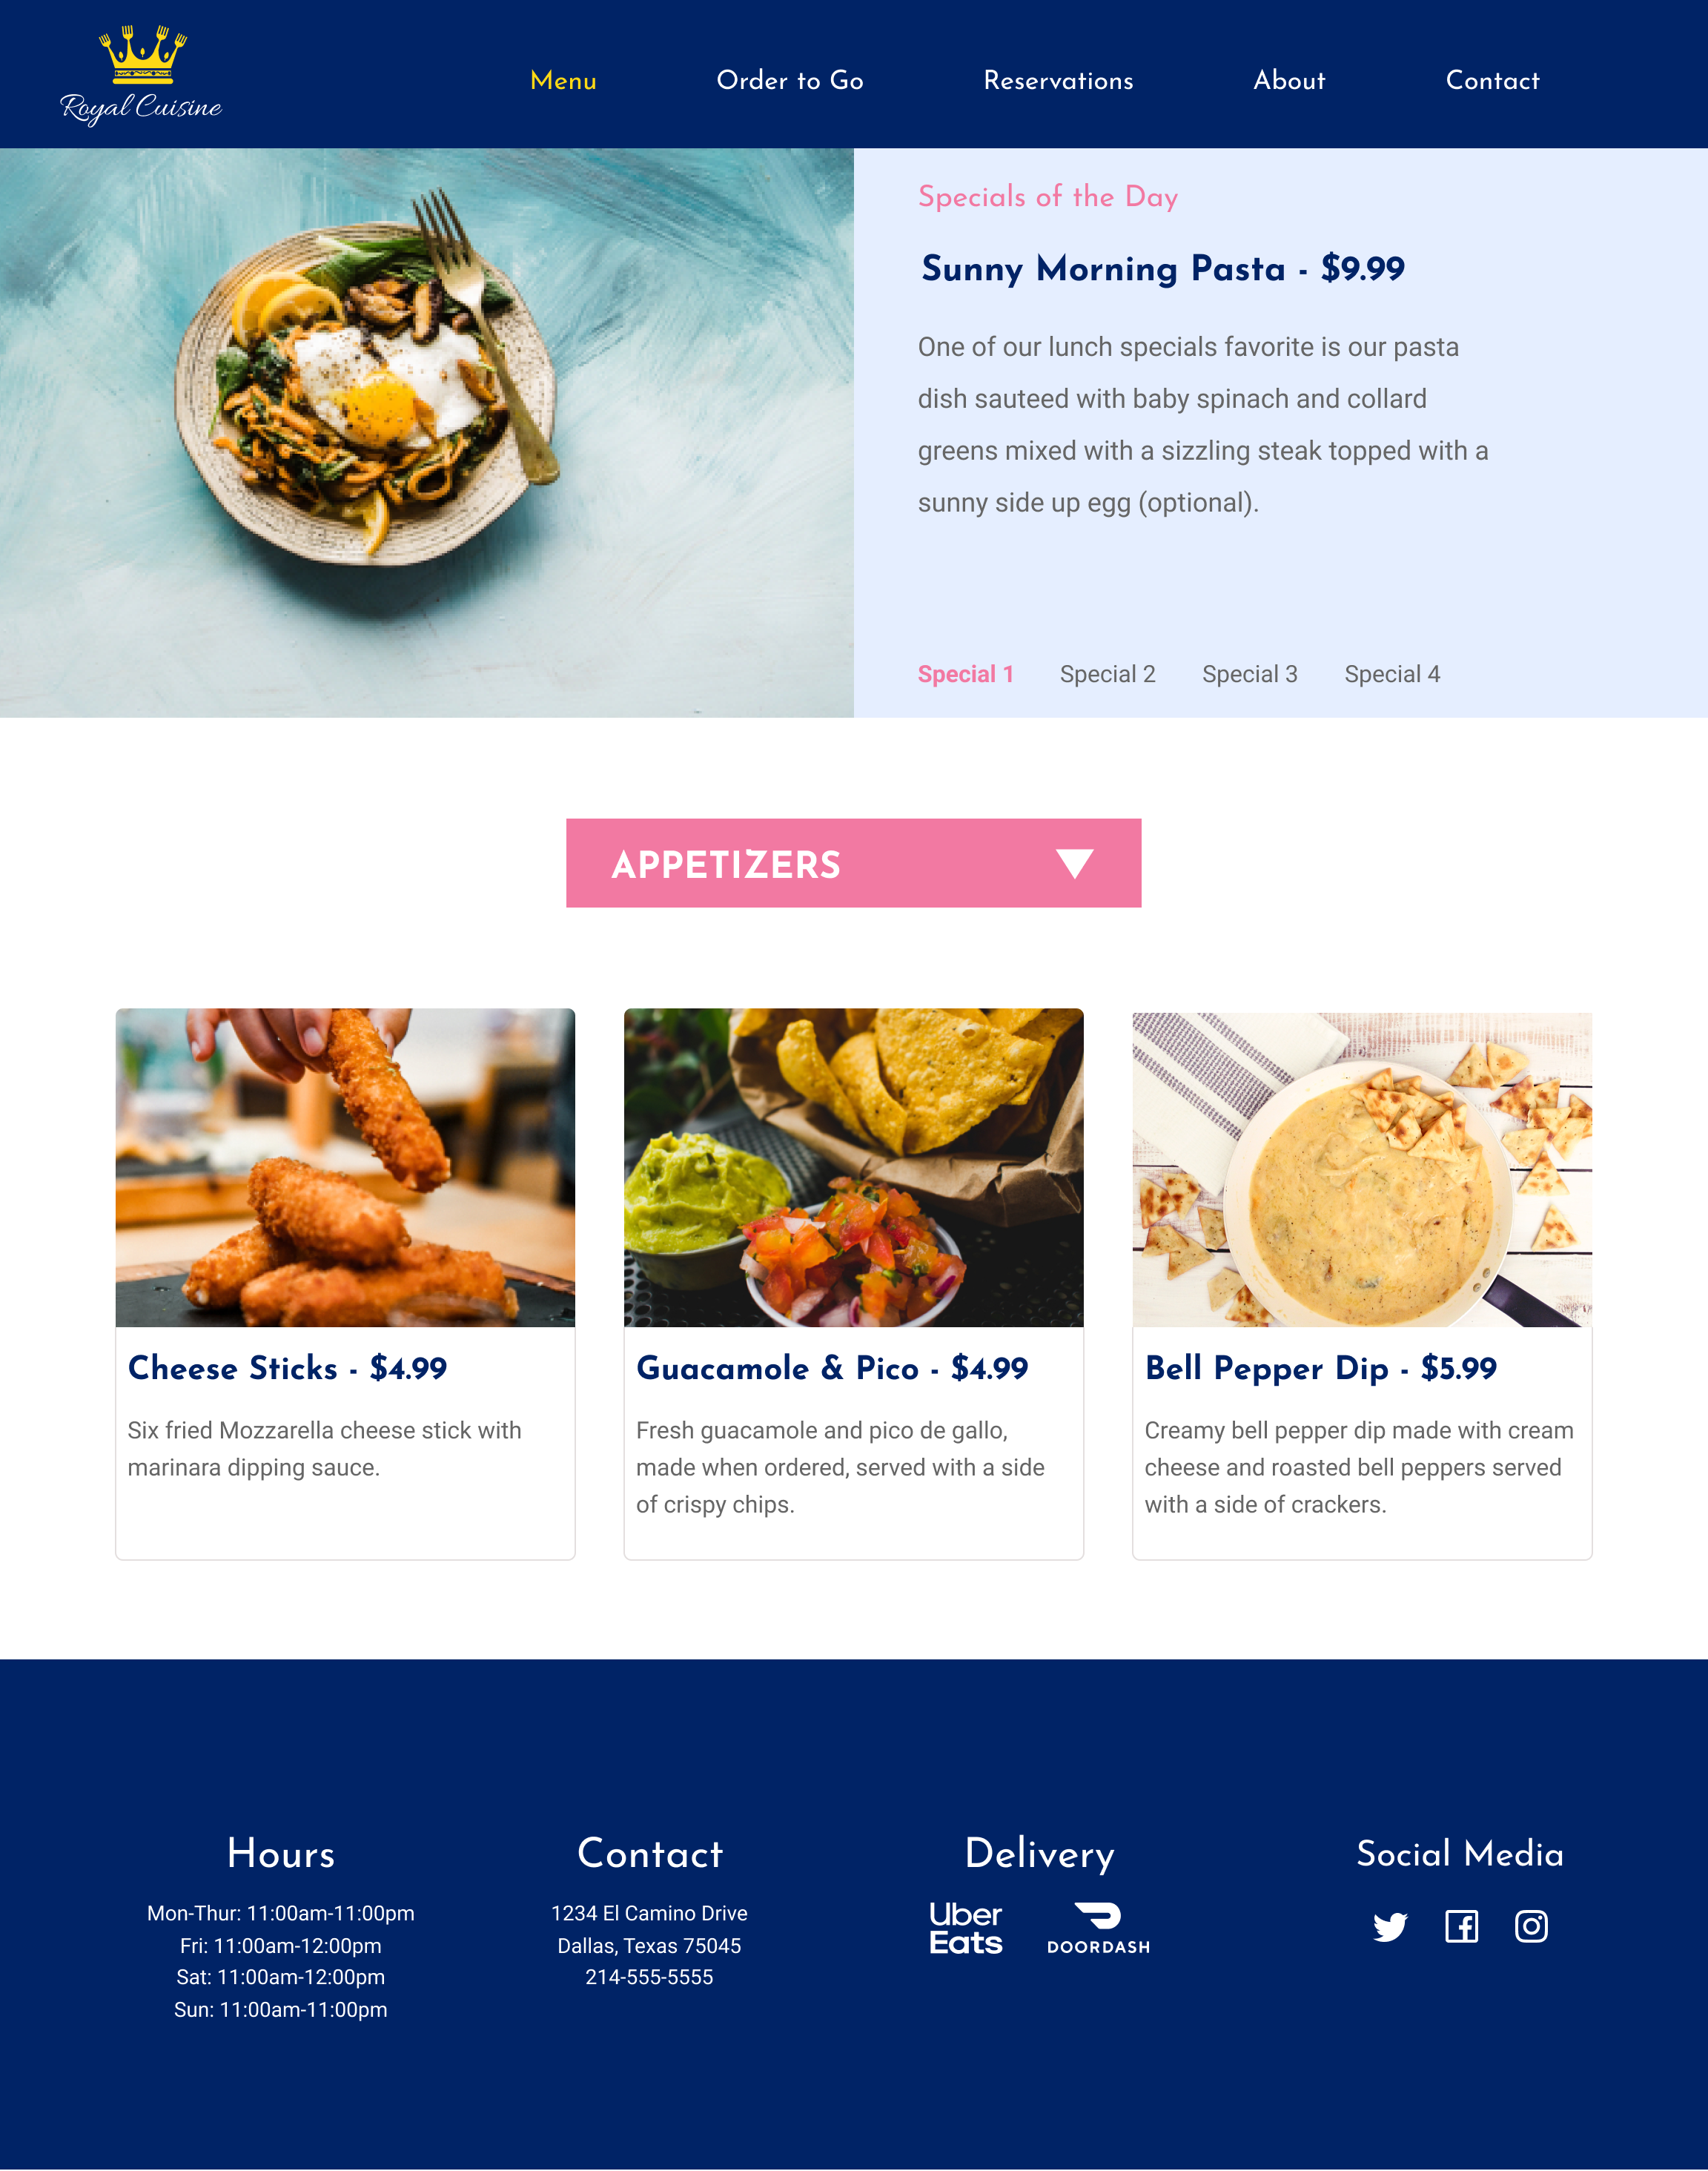 Royal Cuisine
Menu
Order to Go
Reservations
About
Contact
Specials of the Day
Sunny Morning Pasta - $9.99
One of our lunch specials favorite is our pasta
dish sauteed with baby spinach and collard
greens mixed with a sizzling steak topped with a
sunny side up egg (optional).
Special 1
Special 2
Special 3
Special 4
APPETIZERS
Cheese Sticks - $4.99
Six fried Mozzarella cheese stick with
marinara dipping sauce.
Guacamole & Pico - $4.99
Fresh guacamole and pico de gallo,
made when ordered, served with a side
of crispy chips.
Bell Pepper Dip - $5.99
Creamy bell pepper dip made with cream
cheese and roasted bell peppers served
with a side of crackers.
Hours
Mon-Thur: 11:00am-11:00pm
Fri: 11:00am-12:00pm
Sat: 11:00am-12:00pm
Sun: 11:00am-11:00pm
Contact
1234 El Camino Drive
Dallas, Texas 75045
214-555-5555
Delivery
Uber
Eats
DOORDASH
Social Media